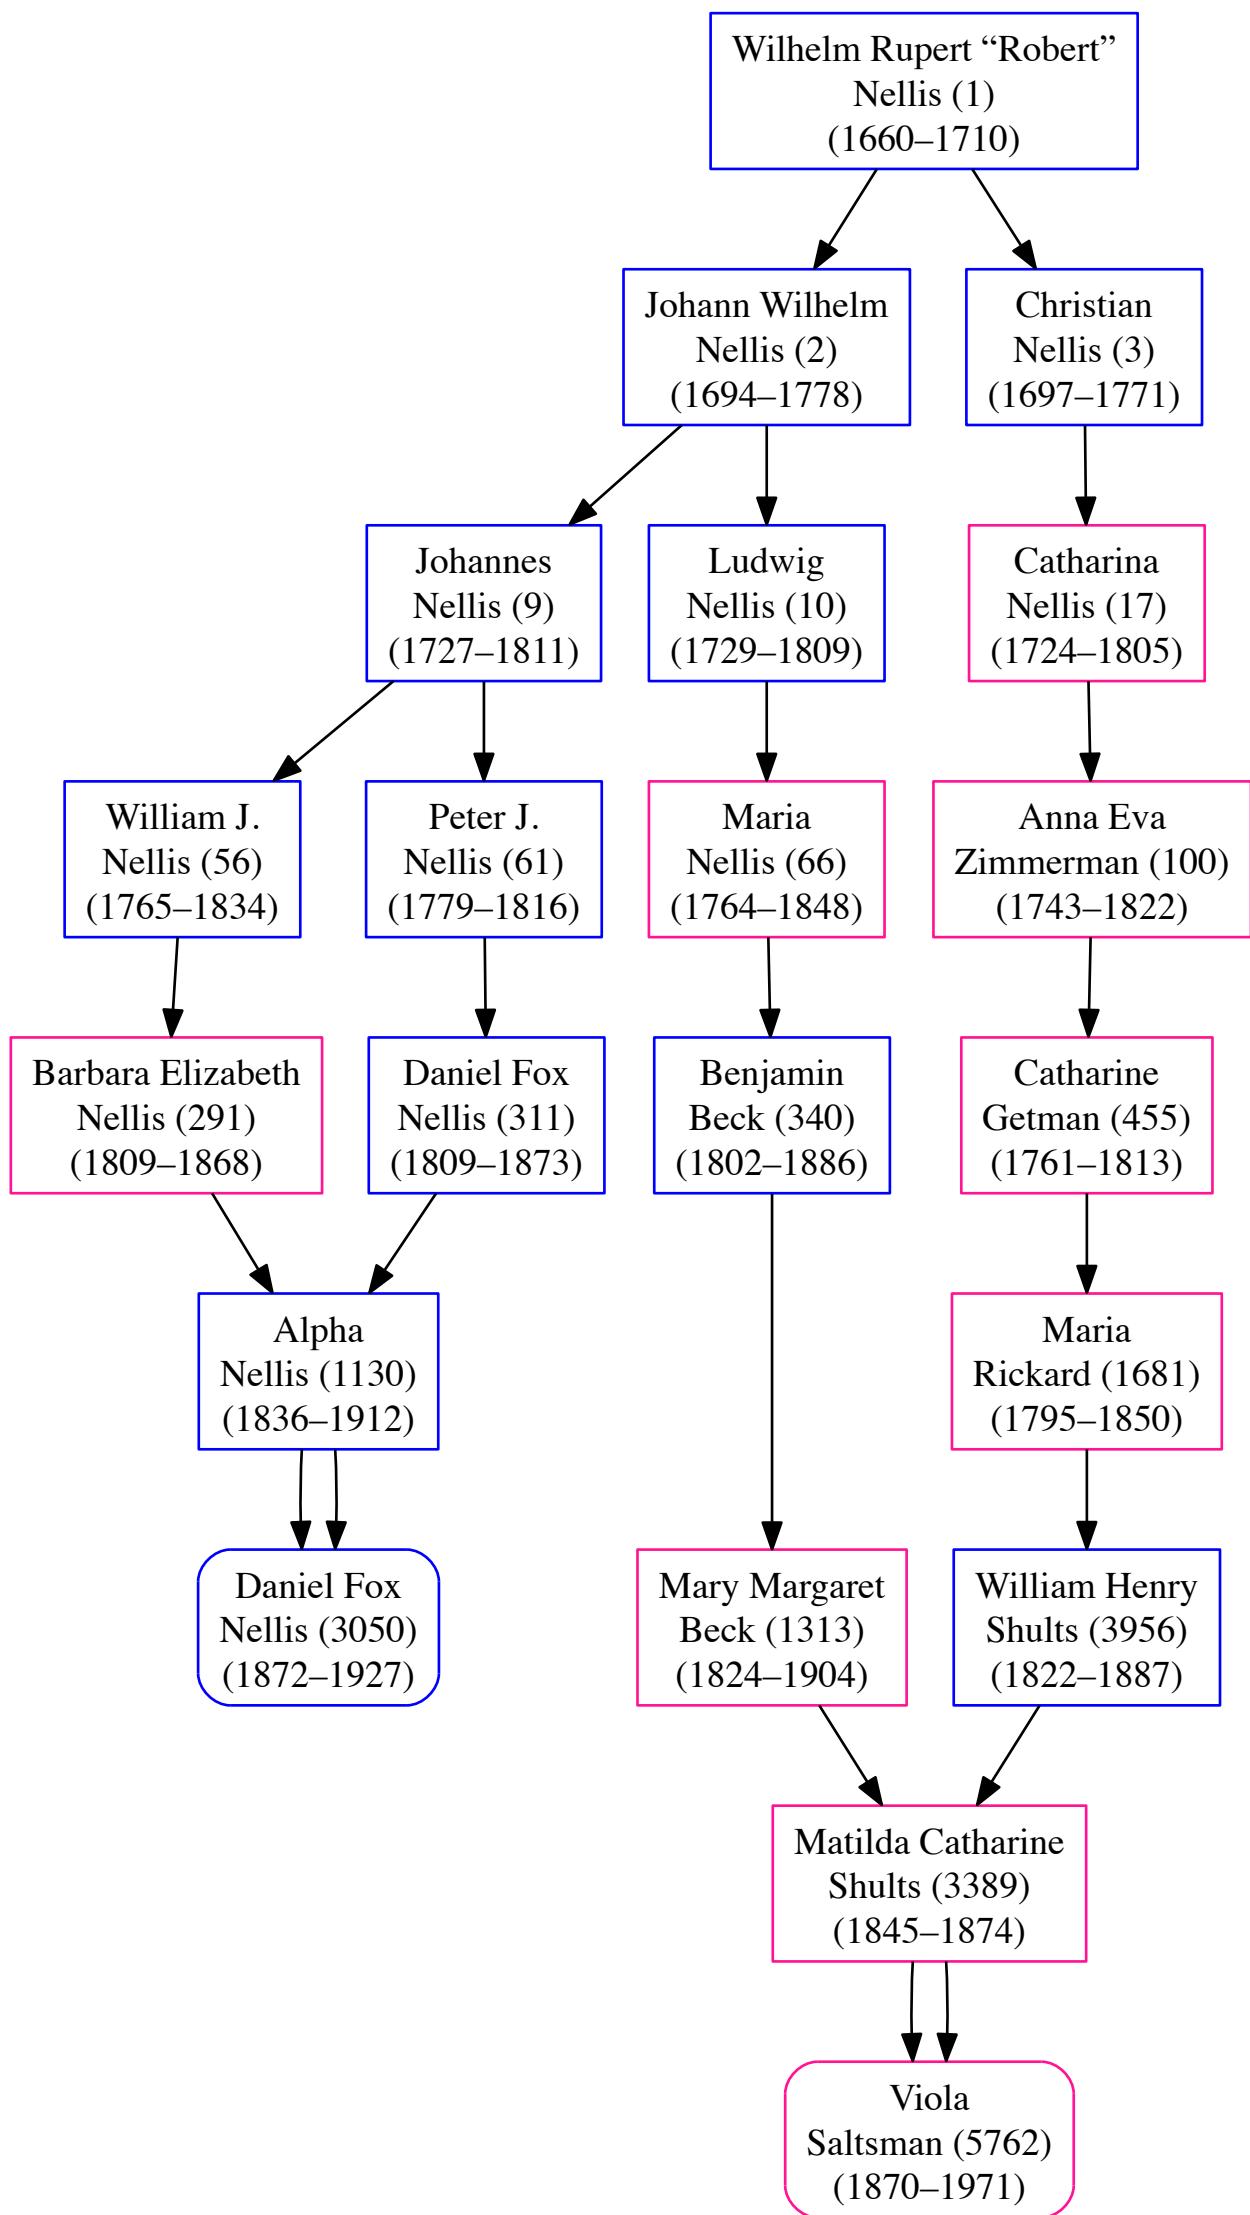 Wilhelm Rupert “Robert”
Nellis (1)
(1660–1710)
Johann Wilhelm
Nellis (2)
(1694–1778)
Christian
Nellis (3)
(1697–1771)
Johannes
Nellis (9)
(1727–1811)
Ludwig
Nellis (10)
(1729–1809)
Catharina
Nellis (17)
(1724–1805)
William J.
Nellis (56)
(1765–1834)
Peter J.
Nellis (61)
(1779–1816)
Maria
Nellis (66)
(1764–1848)
Anna Eva
Zimmerman (100)
(1743–1822)
Barbara Elizabeth
Nellis (291)
(1809–1868)
Daniel Fox
Nellis (311)
(1809–1873)
Benjamin
Beck (340)
(1802–1886)
Catharine
Getman (455)
(1761–1813)
Alpha
Nellis (1130)
(1836–1912)
Maria
Rickard (1681)
(1795–1850)
Daniel Fox
Nellis (3050)
(1872–1927)
Mary Margaret
Beck (1313)
(1824–1904)
William Henry
Shults (3956)
(1822–1887)
Matilda Catharine
Shults (3389)
(1845–1874)
Viola
Saltsman (5762)
(1870–1971)